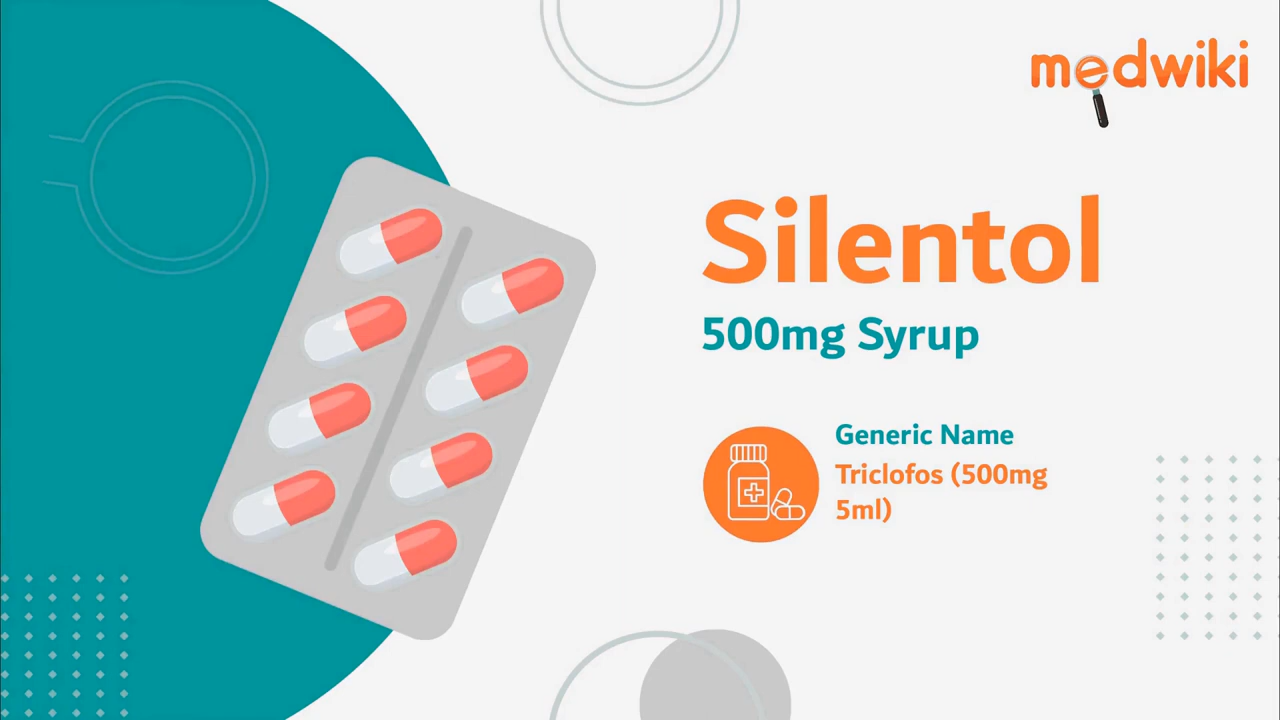 medwiki
Silentol
500mg Syrup
Generic Name
Triclofos (500mg
5ml)